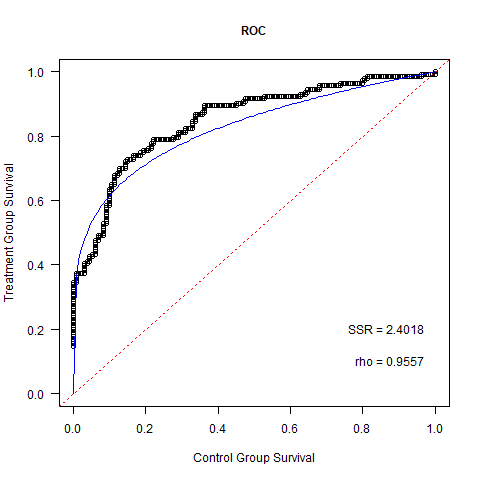 ROC
1.0
0.8
0.6
0.4
0.2
0.0
Treatment Group Survival
SSR = 2.4018
rho = 0.9557
0.0 0.2 0.4 0.6 0.8 1.0
Control Group Survival